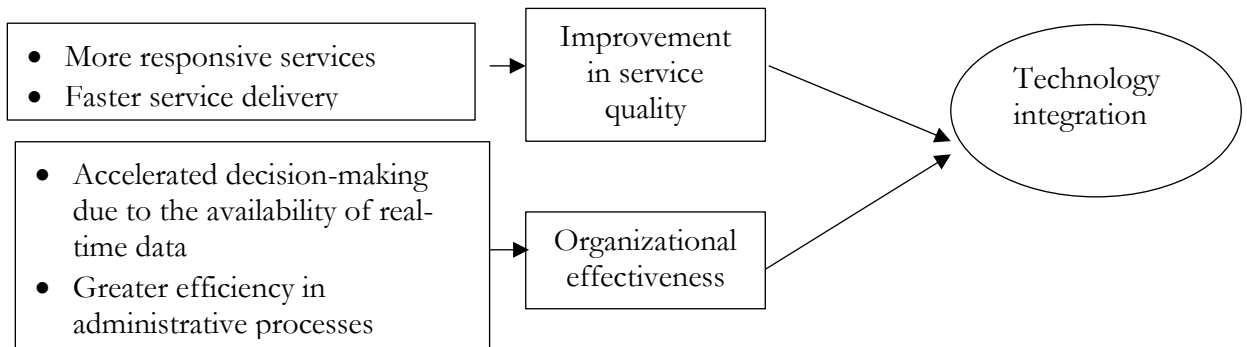 • More responsive services
• Faster service delivery
Improvement
in service
quality
Technology
integration
• Accelerated decision-making
due to the availability of real-
time data
• Greater efficiency in
administrative processes
Organizational
effectiveness